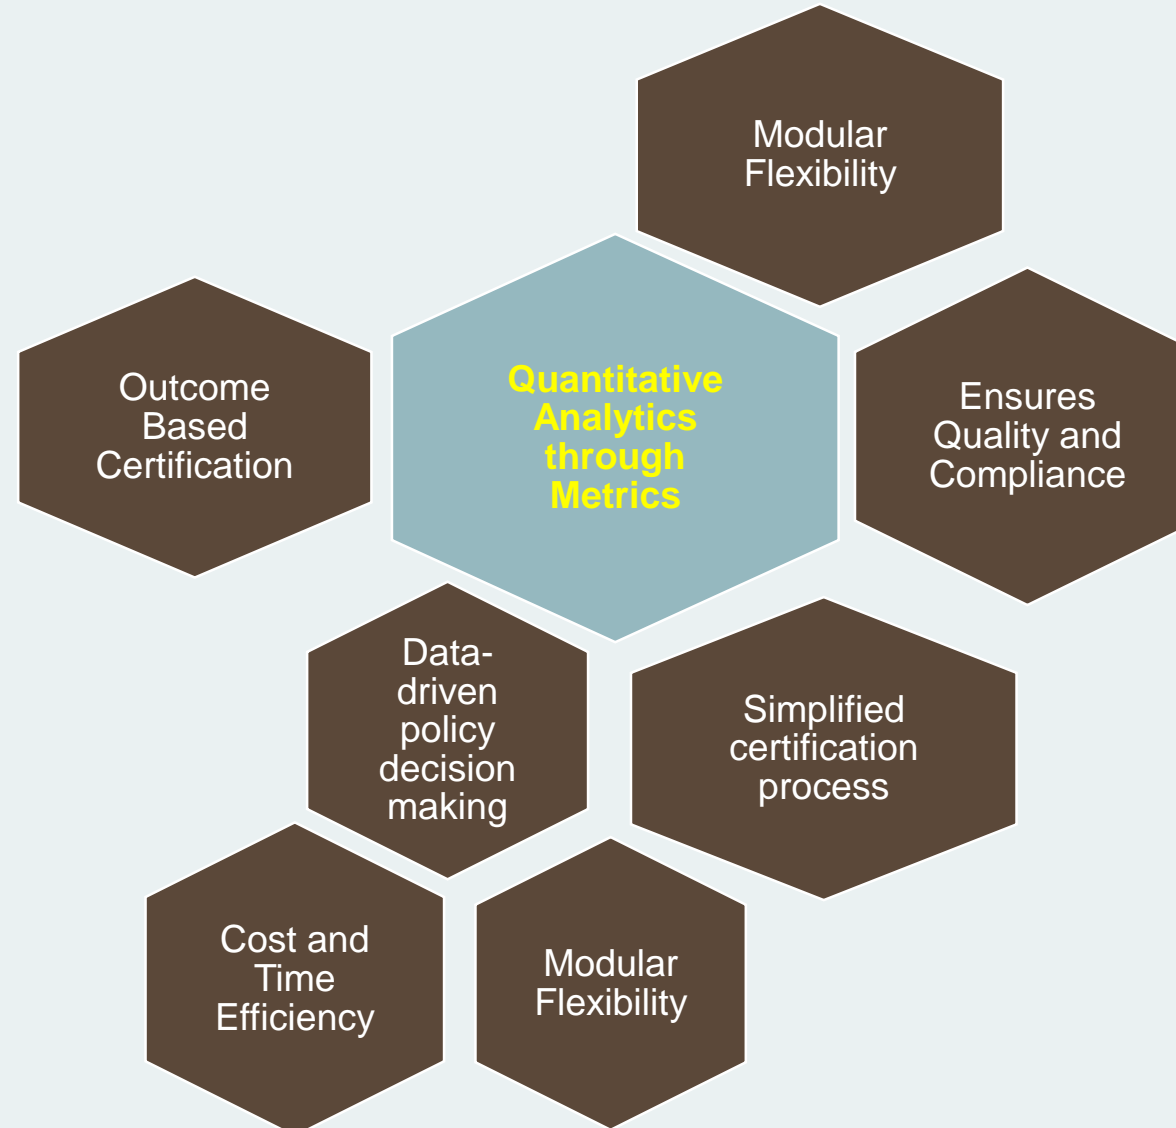 Modular
Flexibility
Outcome
Based
Certification
Quantitative
Analytics
through
Metrics
Ensures
Quality and
Compliance
Data-
driven
policy
decision
making
Simplified
certification
process
Cost and
Time
Efficiency
Modular
Flexibility